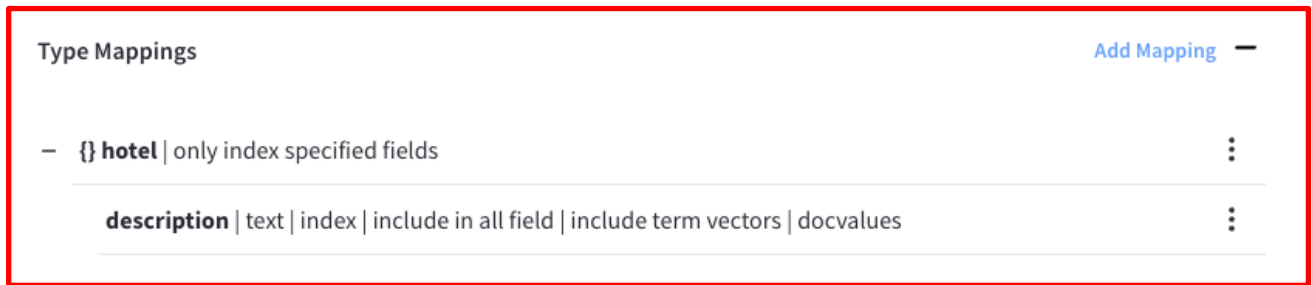 Type Mappings Add Mapping
{} hotel | only index specified fields
description | text | index | include in all field | include term vectors | docvalues